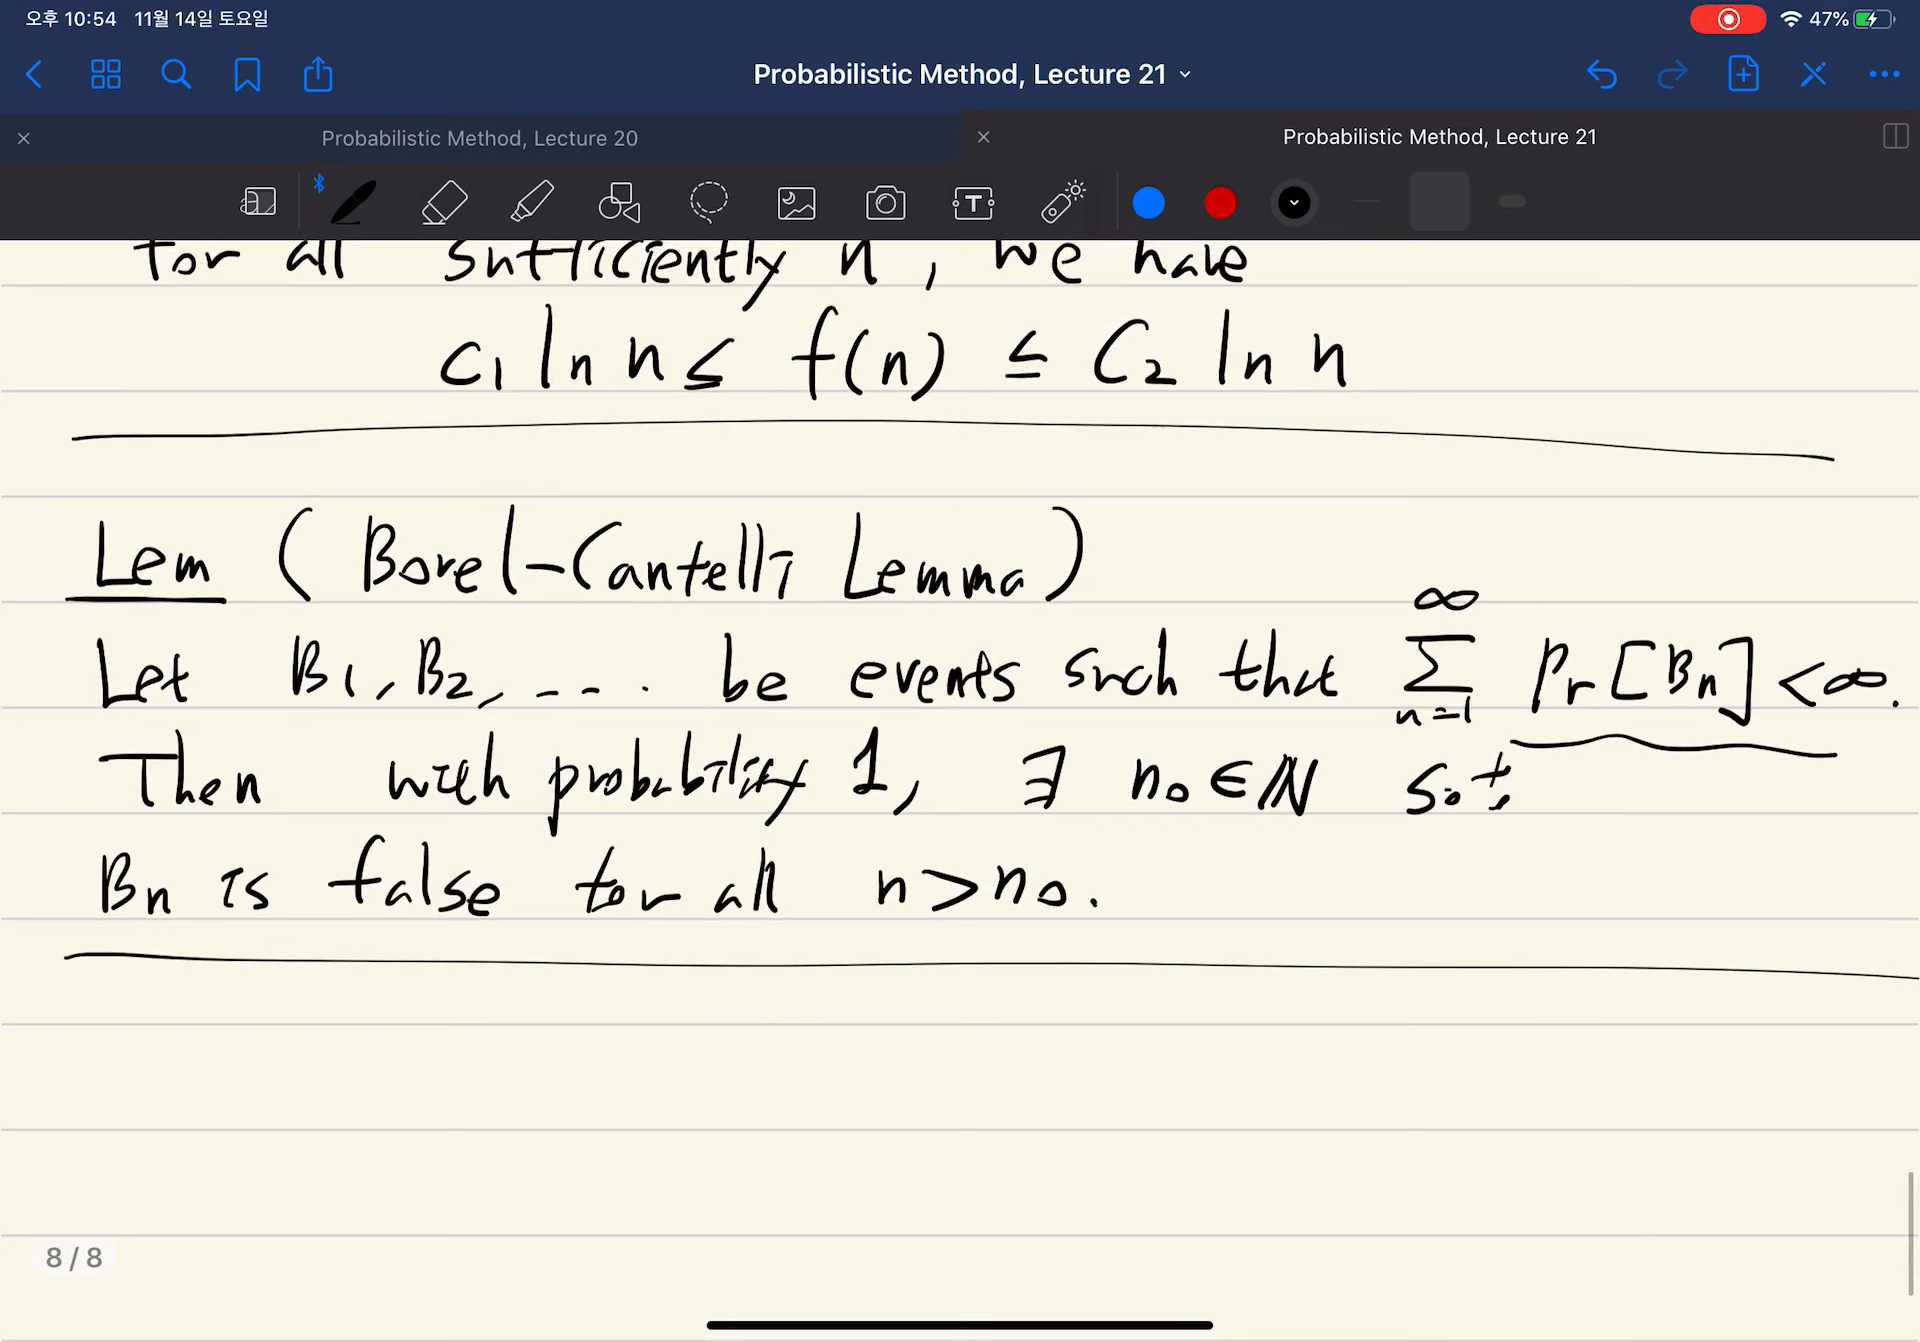 오후 10:54 11월 14일 토요일 47%
Probabilistic Method, Lecture 21
Probabilistic Method, Lecture 20
Probabilistic Method, Lecture 21
for all sufficiently n, we have
C₁ ln n ≤ f(n) ≤ C₂ ln n
Lem (Borel-Cantelli Lemma)
Let B₁, B₂, ... be events such that ∑_{n=1}^{∞} Pr[Bₙ] < ∞.
Then with probability 1, ∃ n₀ ∈ ℕ s.t.
Bₙ is false for all n > n₀.
8 / 8